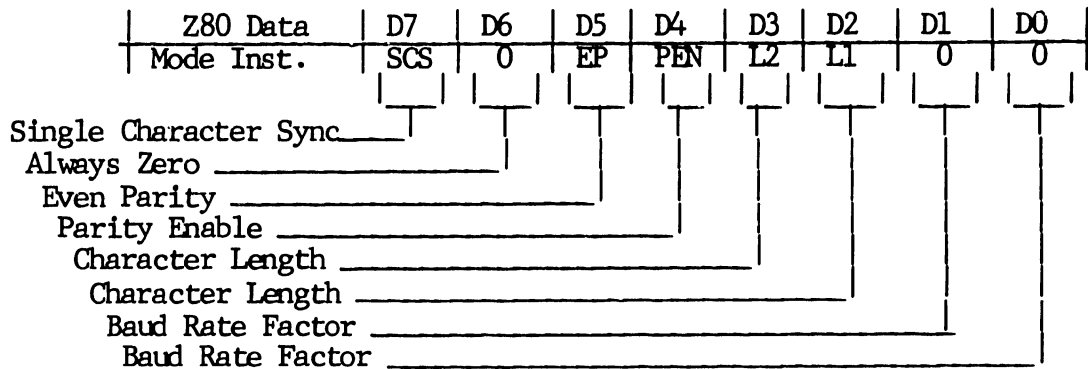 Z80 Data D7 D6 D5 D4 D3 D2 D1 D0
Mode Inst. SCS 0 EP PEN L2 L1 0 0
Single Character Sync
Always Zero
Even Parity
Parity Enable
Character Length
Character Length
Baud Rate Factor
Baud Rate Factor